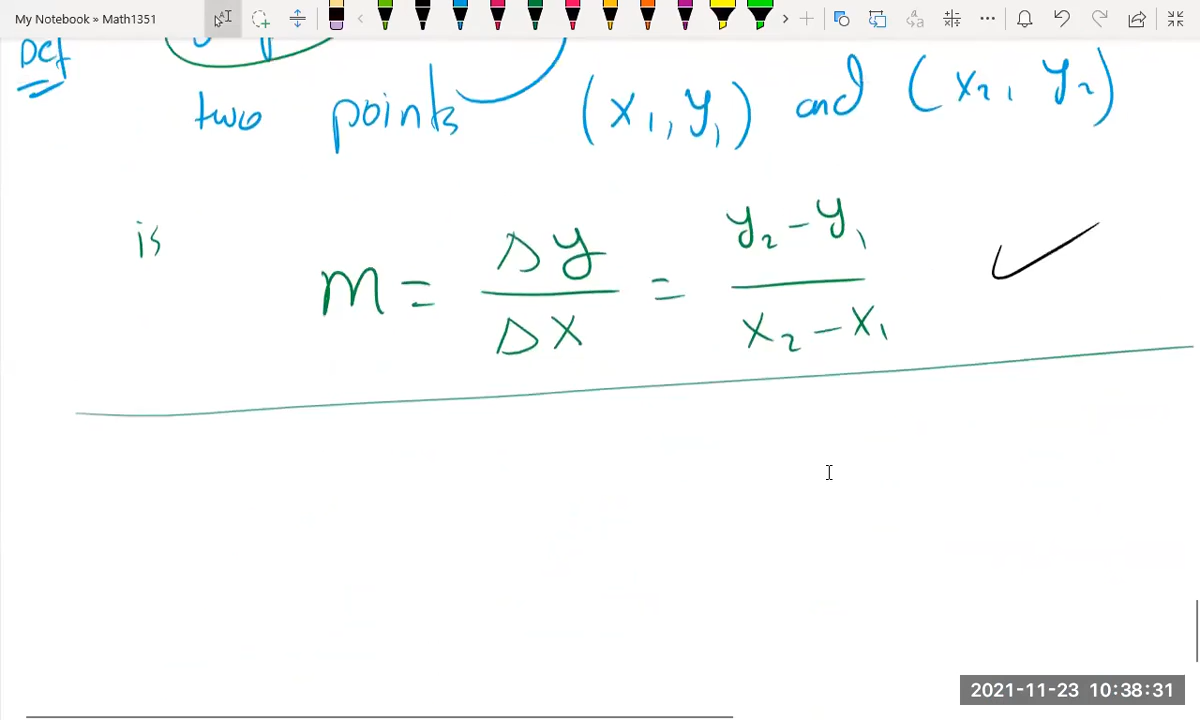 My Notebook » Math1351
Def
two points (x₁, y₁) and (x₂, y₂)
is
m = Δy/Δx = y₂ − y₁/x₂ − x₁
2021-11-23 10:38:31